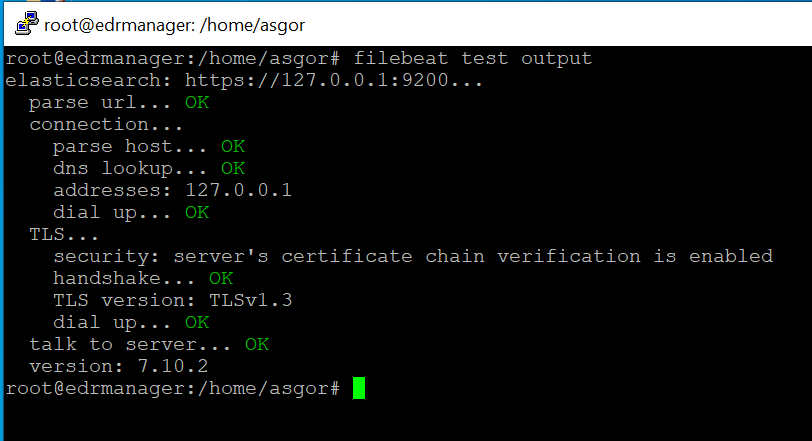 root@edrmanager: /home/asgor
root@edrmanager:/home/asgor# filebeat test output
elasticsearch: https://127.0.0.1:9200...
  parse url... OK
  connection...
    parse host... OK
    dns lookup... OK
    addresses: 127.0.0.1
    dial up... OK
  TLS...
    security: server's certificate chain verification is enabled
    handshake... OK
    TLS version: TLSv1.3
    dial up... OK
  talk to server... OK
  version: 7.10.2
root@edrmanager:/home/asgor#